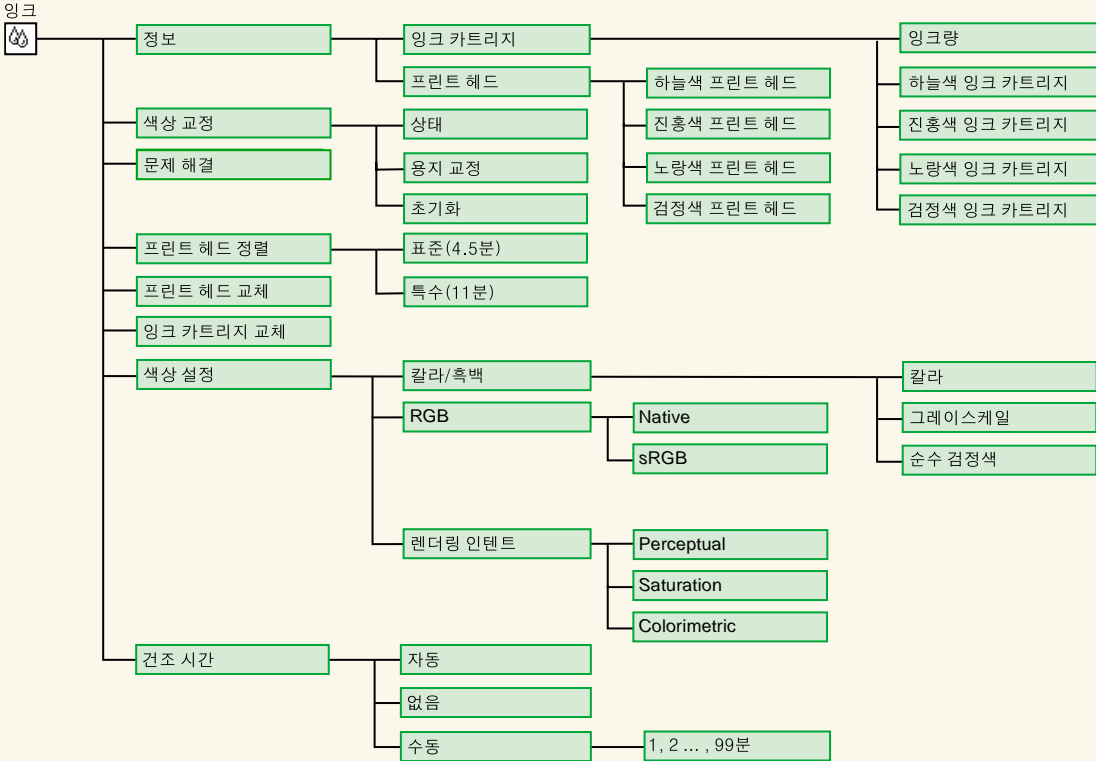 잉크
정보
잉크 카트리지
잉크량
프린트 헤드
하늘색 프린트 헤드
하늘색 잉크 카트리지
색상 교정
상태
진홍색 프린트 헤드
진홍색 잉크 카트리지
문제 해결
용지 교정
노랑색 프린트 헤드
노랑색 잉크 카트리지
초기화
검정색 프린트 헤드
검정색 잉크 카트리지
프린트 헤드 정렬
표준(4.5분)
프린트 헤드 교체
특수(11분)
잉크 카트리지 교체
색상 설정
칼라/흑백
칼라
RGB
Native
그레이스케일
sRGB
순수 검정색
렌더링 인텐트
Perceptual
Saturation
Colorimetric
건조 시간
자동
없음
수동
1, 2 ... , 99분